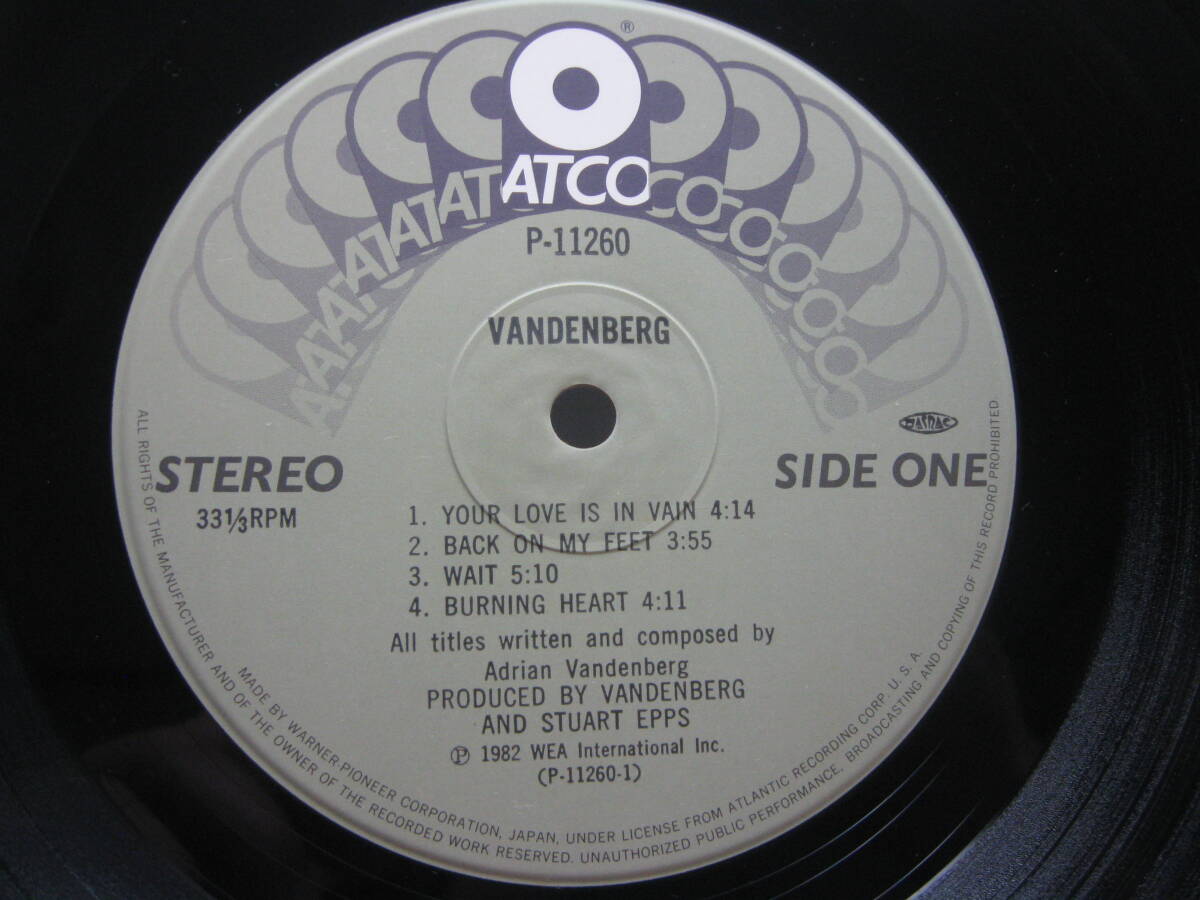 ®
ATCO
P-11260
VANDENBERG
STEREO
33⅓RPM
SIDE ONE
JASRAC
1. YOUR LOVE IS IN VAIN 4:14
2. BACK ON MY FEET 3:55
3. WAIT 5:10
4. BURNING HEART 4:11
All titles written and composed by
Adrian Vandenberg
PRODUCED BY VANDENBERG
AND STUART EPPS
℗ 1982 WEA International Inc.
(P-11260-1)
MADE BY WARNER-PIONEER CORPORATION, JAPAN, UNDER LICENSE FROM ATLANTIC RECORDING CORP. U. S. A.
ALL RIGHTS OF THE MANUFACTURER AND OF THE OWNER OF THE RECORDED WORK RESERVED. UNAUTHORIZED PUBLIC PERFORMANCE, BROADCASTING AND COPYING OF THIS RECORD PROHIBITED